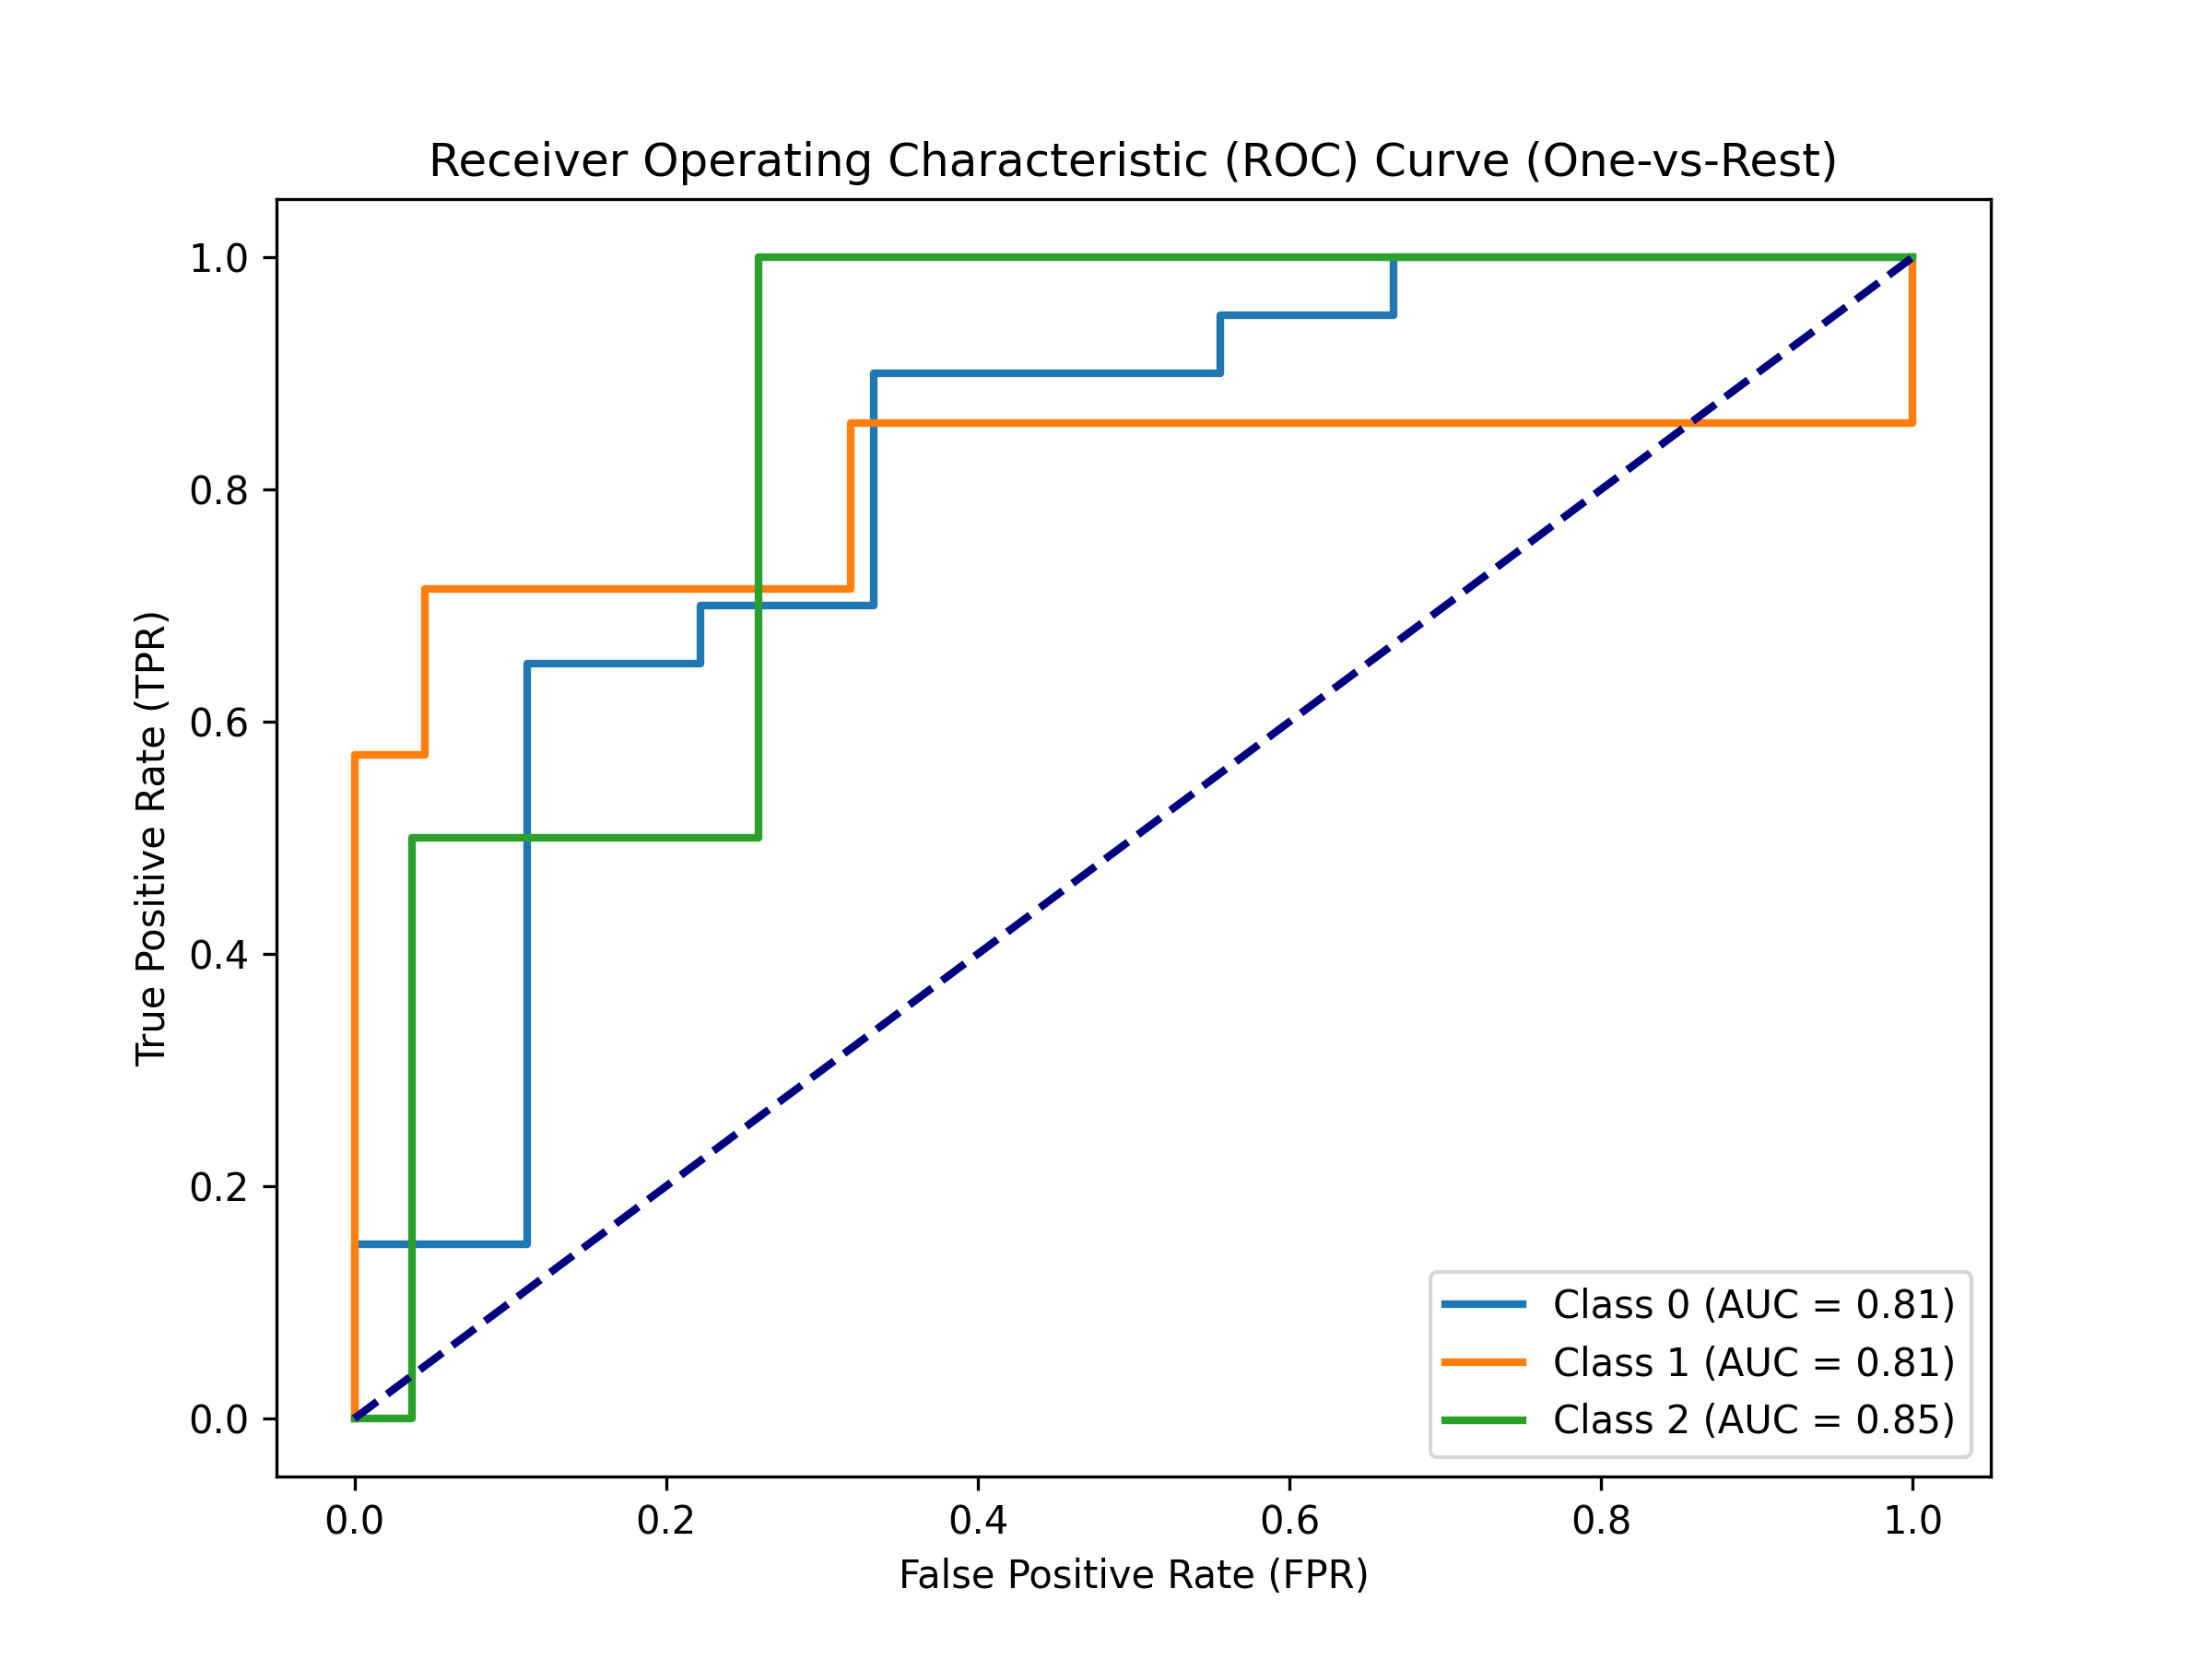 Receiver Operating Characteristic (ROC) Curve (One-vs-Rest)
1.0
0.8
0.6
0.4
0.2
0.0
True Positive Rate (TPR)
0.0 0.2 0.4 0.6 0.8 1.0
False Positive Rate (FPR)
Class 0 (AUC = 0.81)
Class 1 (AUC = 0.81)
Class 2 (AUC = 0.85)